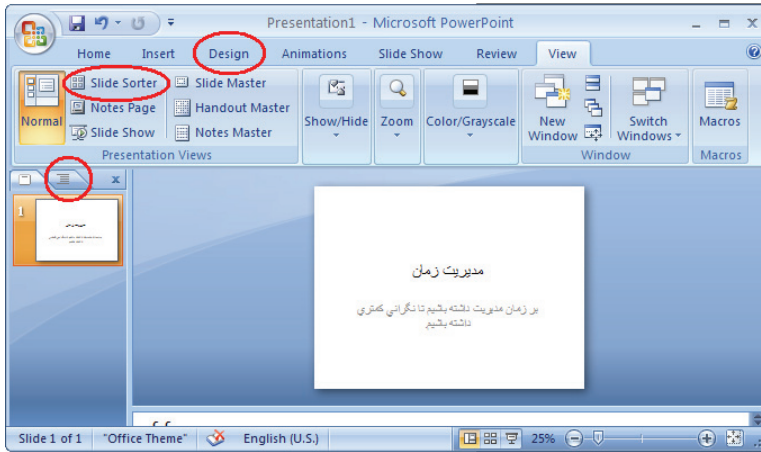 Presentation1 - Microsoft PowerPoint
Home Insert Design Animations Slide Show Review View
Normal
Slide Sorter
Notes Page
Slide Show
Slide Master
Handout Master
Notes Master
Presentation Views
Show/Hide
Zoom
Color/Grayscale
New Window
Switch Windows
Window
Macros
Macros
1
مدیریت زمان
بر زمان مدیریت داشته باشیم تا نگرانی کمتری
داشته باشیم
Slide 1 of 1 "Office Theme" English (U.S.) 25%